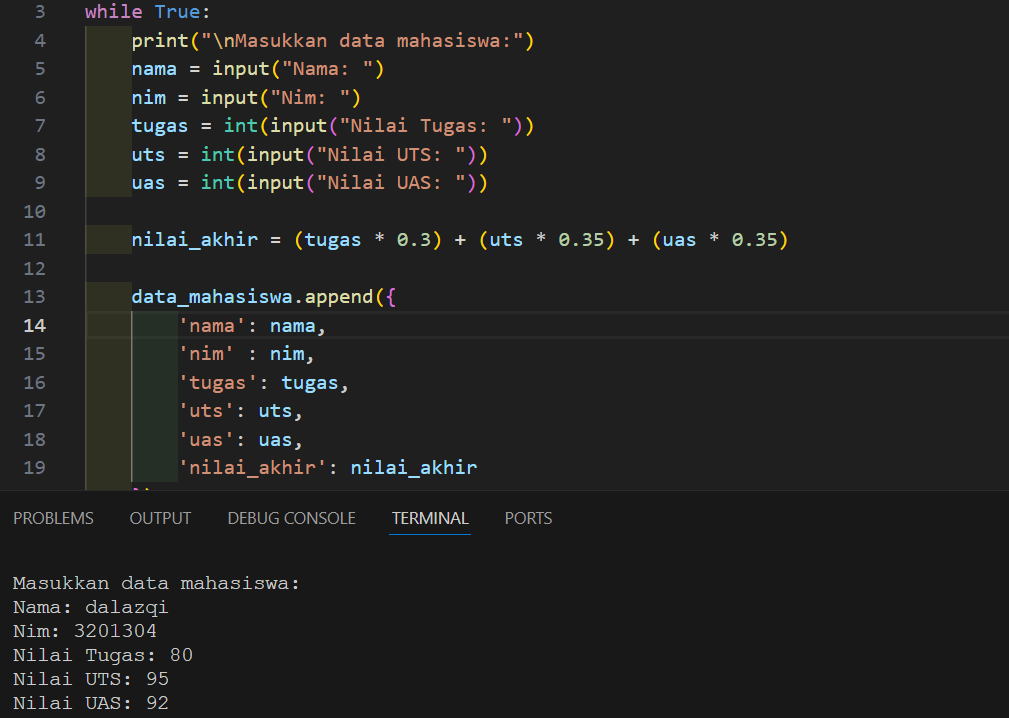 3 while True:
4 print("\nMasukkan data mahasiswa:")
5 nama = input("Nama: ")
6 nim = input("Nim: ")
7 tugas = int(input("Nilai Tugas: "))
8 uts = int(input("Nilai UTS: "))
9 uas = int(input("Nilai UAS: "))
10
11 nilai_akhir = (tugas * 0.3) + (uts * 0.35) + (uas * 0.35)
12
13 data_mahasiswa.append({
14 'nama': nama,
15 'nim' : nim,
16 'tugas': tugas,
17 'uts': uts,
18 'uas': uas,
19 'nilai_akhir': nilai_akhir
PROBLEMS OUTPUT DEBUG CONSOLE TERMINAL PORTS
Masukkan data mahasiswa:
Nama: dalazqi
Nim: 3201304
Nilai Tugas: 80
Nilai UTS: 95
Nilai UAS: 92